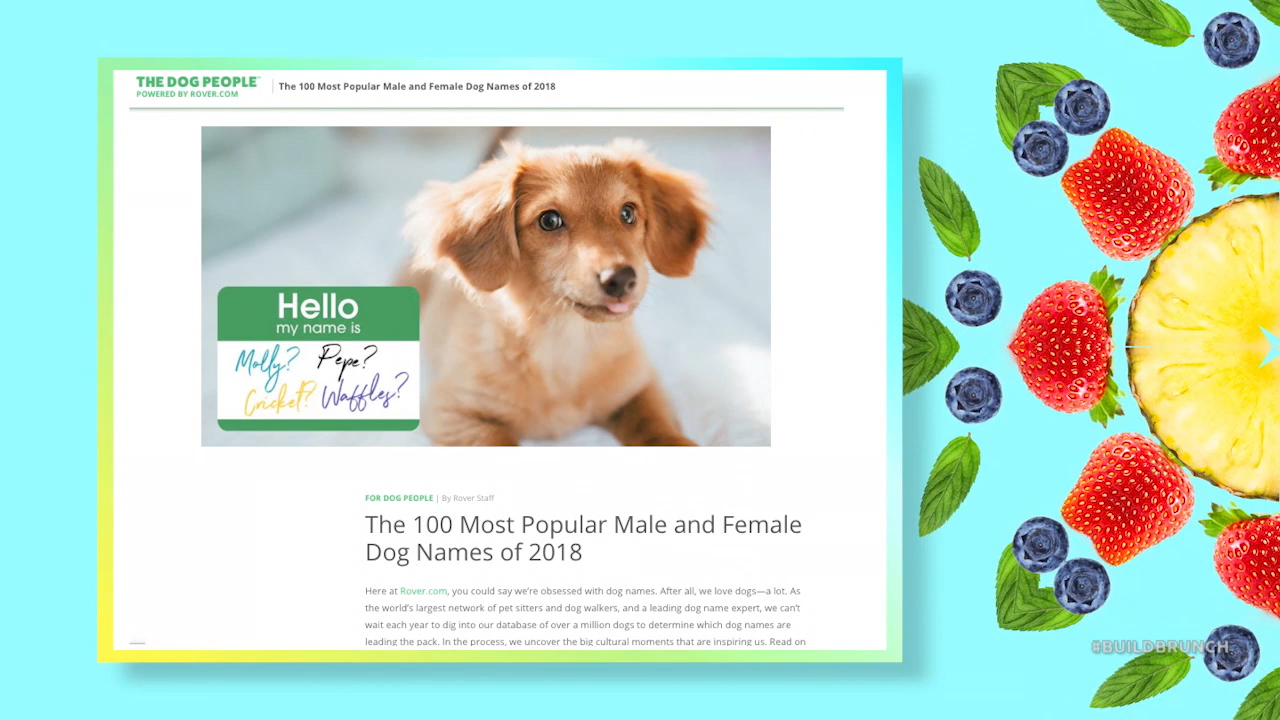 THE DOG PEOPLE™
POWERED BY ROVER.COM
The 100 Most Popular Male and Female Dog Names of 2018
Hello
my name is
Molly? Pepe?
Cricket? Waffles?
FOR DOG PEOPLE | By Rover Staff
The 100 Most Popular Male and Female
Dog Names of 2018
Here at Rover.com, you could say we're obsessed with dog names. After all, we love dogs—a lot. As
the world's largest network of pet sitters and dog walkers, and a leading dog name expert, we can't
wait each year to dig into our database of over a million dogs to determine which dog names are
leading the pack. In the process, we uncover the big cultural moments that are inspiring us. Read on
#BUILDBRUNCH